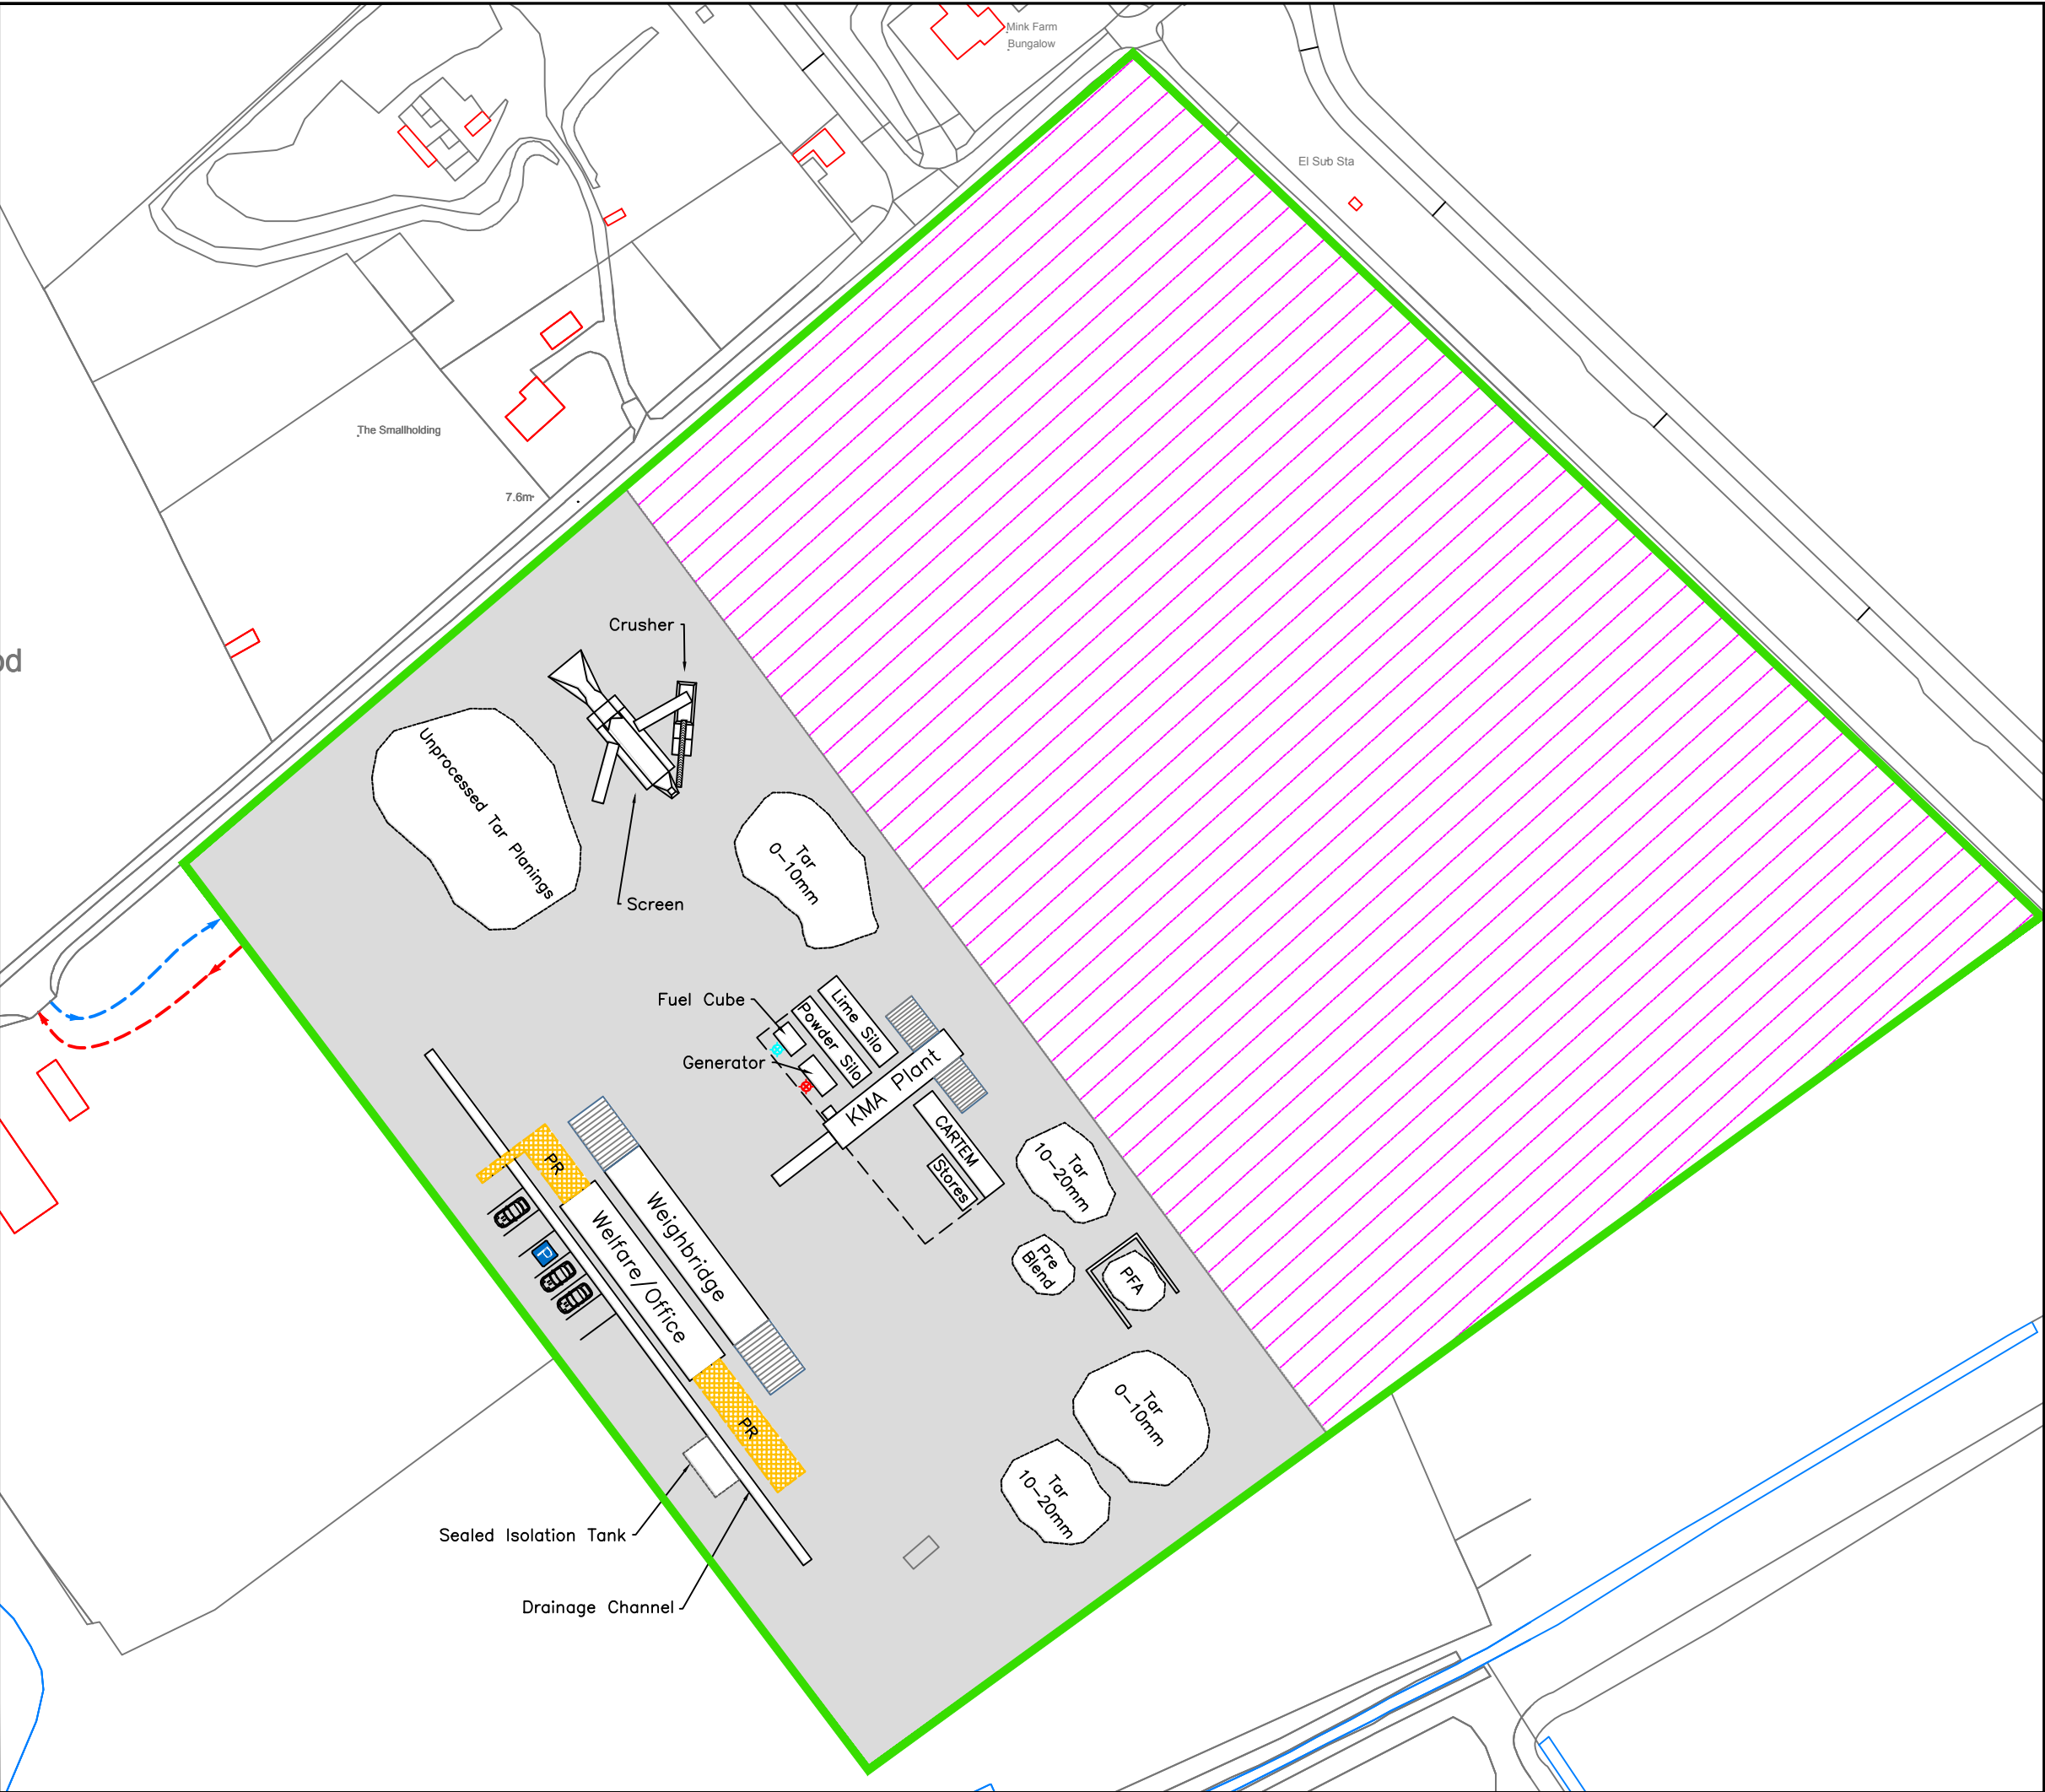 Mink Farm
Bungalow
El Sub Sta
The Smallholding
7.6m
od
Crusher
Unprocessed Tar Planings
Screen
Tar
0-10mm
Fuel Cube
Generator
Powder Silo
Lime Silo
KMA Plant
CARTEM
Stores
Tar
10-20mm
Pre
Blend
PFA
PR
Weighbridge
Welfare/Office
P
PR
Tar
0-10mm
Tar
10-20mm
Sealed Isolation Tank
Drainage Channel